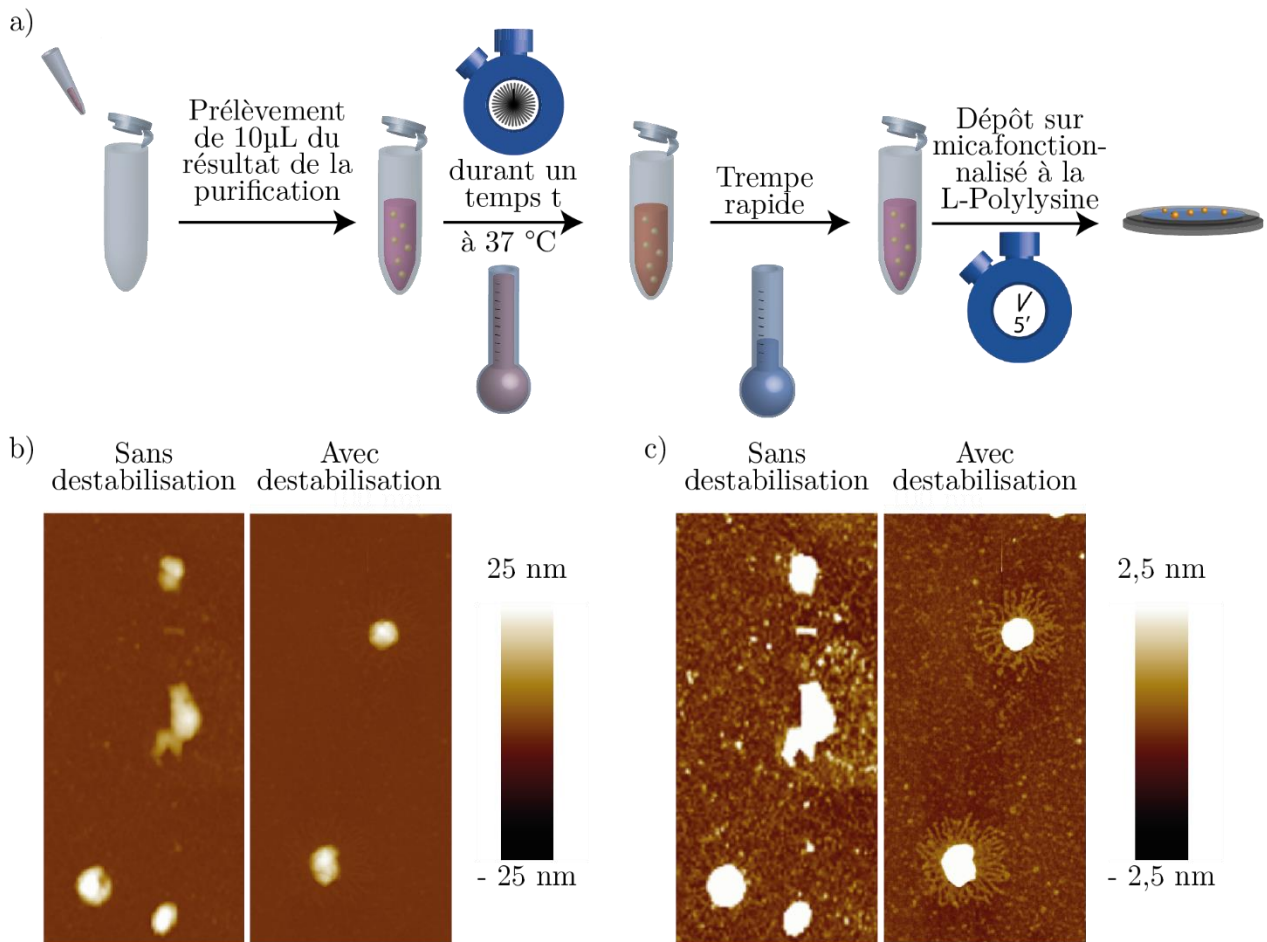 a)
Prélèvement
de 10µL du
résultat de la
purification
durant un
temps t
à 37 °C
Trempe
rapide
Dépôt sur
micafonction-
nalisé à la
L-Polylysine
5'
b)
Sans
destabilisation
Avec
destabilisation
25 nm
- 25 nm
c)
Sans
destabilisation
Avec
destabilisation
2,5 nm
- 2,5 nm